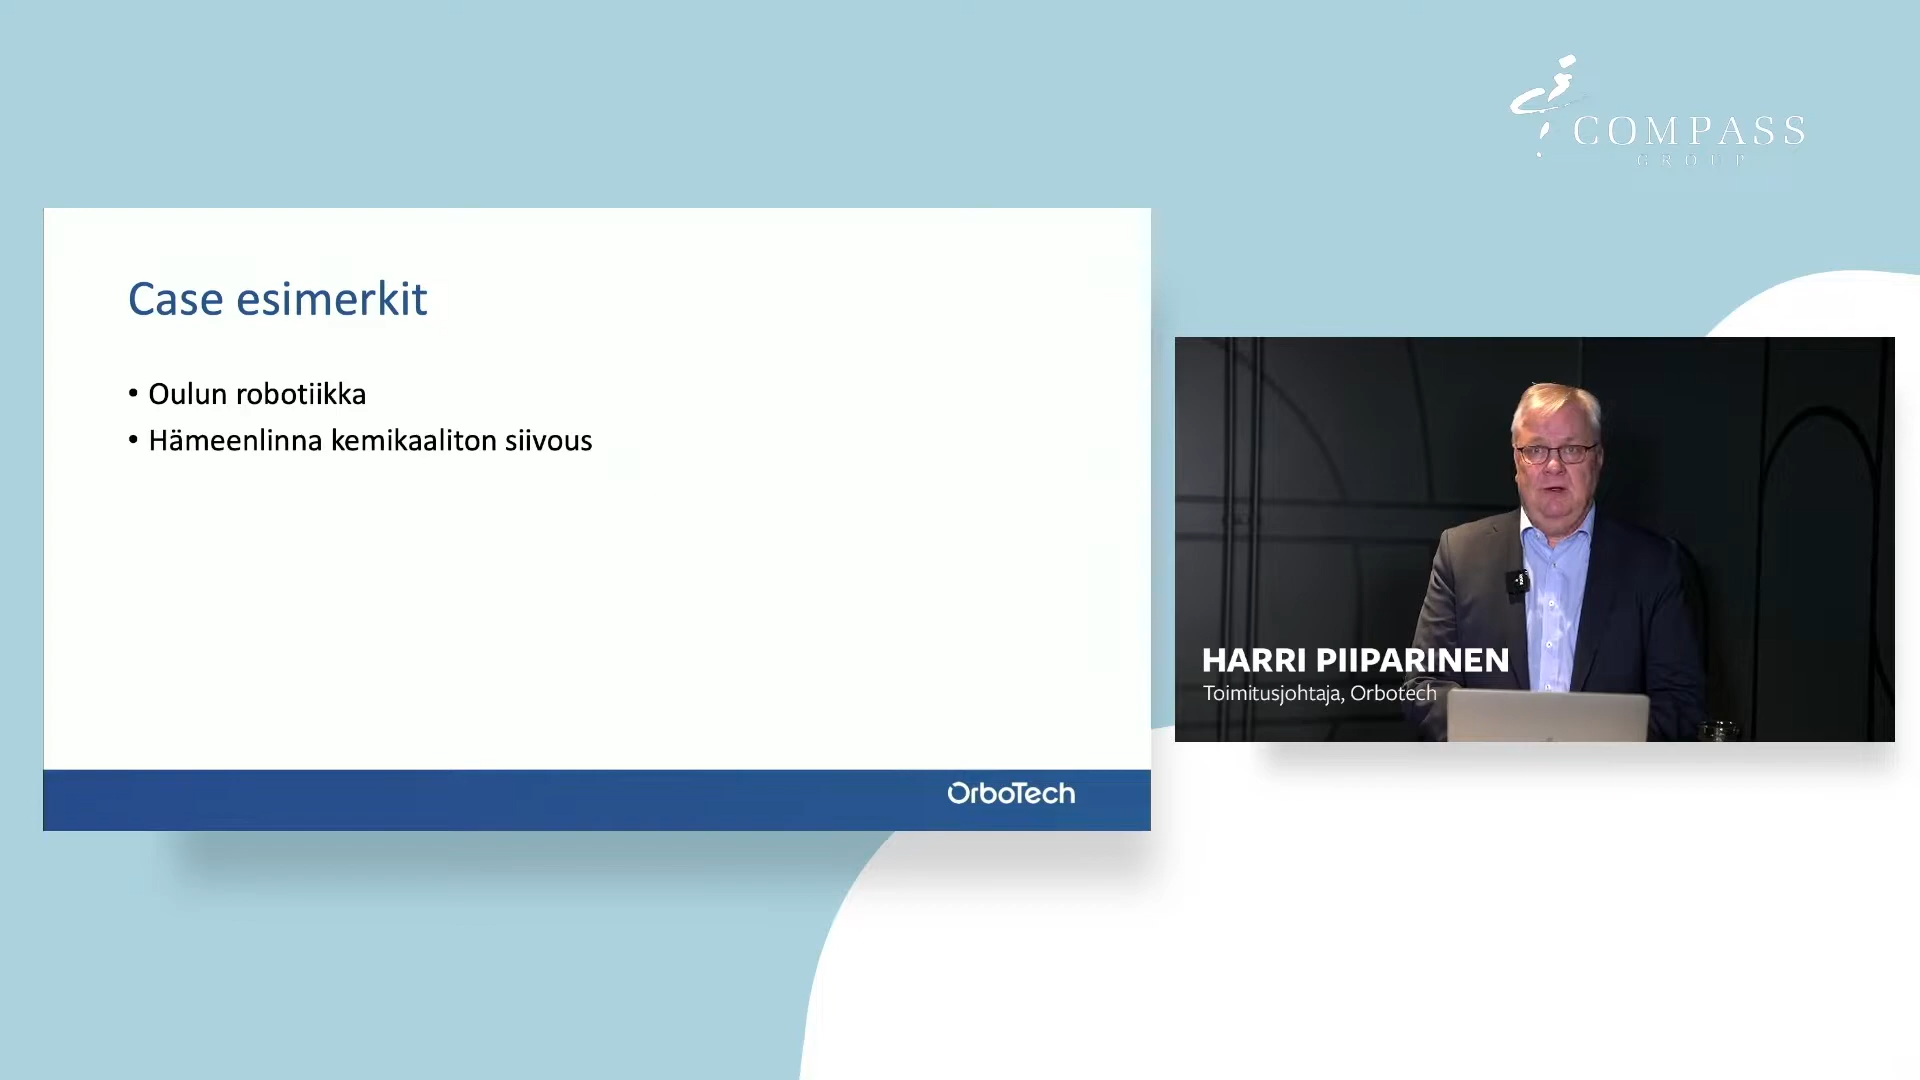 COMPASS
GROUP
Case esimerkit
• Oulun robotiikka
• Hämeenlinna kemikaaliton siivous
HARRI PIIPARINEN
Toimitusjohtaja, Orbotech
OrboTech